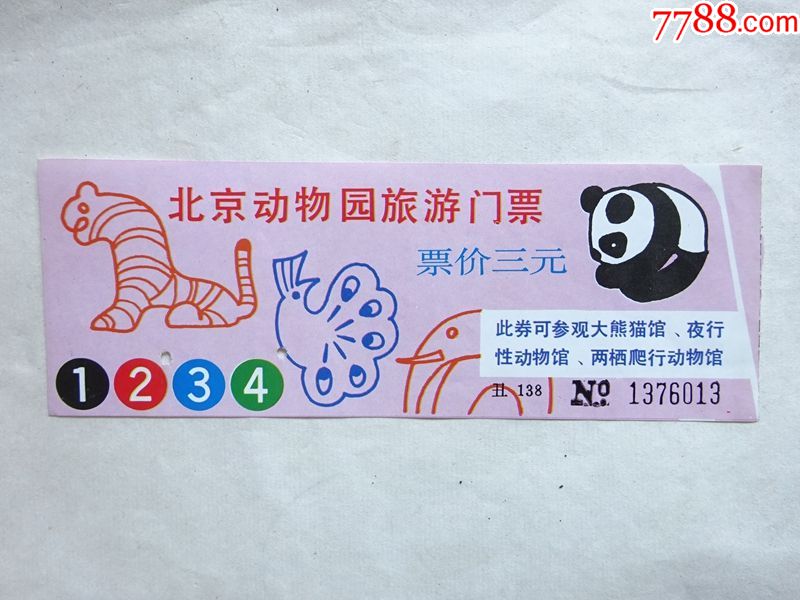 7788.com
北京动物园旅游门票
票价三元
此券可参观大熊猫馆、夜行
性动物馆、两栖爬行动物馆
1 2 3 4
丑 138 No 1376013